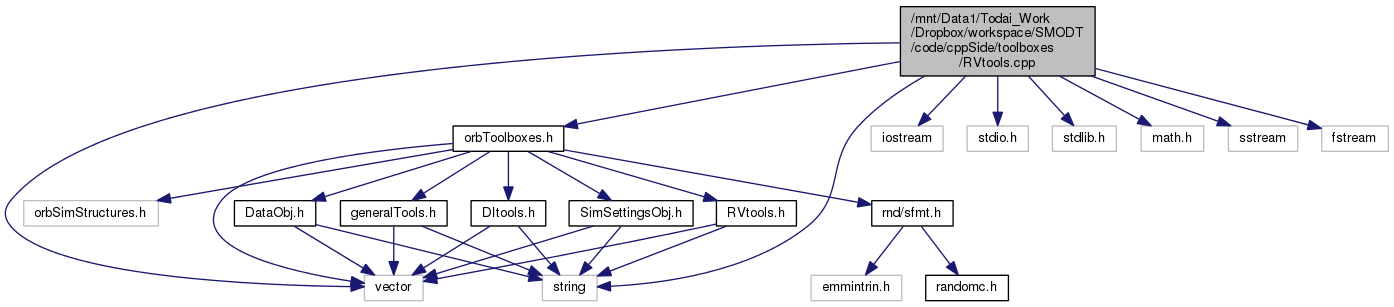 /mnt/Data1/Todai_Work
/Dropbox/workspace/SMODT
/code/cppSide/toolboxes
/RVtools.cpp
orbToolboxes.h
iostream
stdio.h
stdlib.h
math.h
sstream
fstream
orbSimStructures.h
DataObj.h
generalTools.h
DItools.h
SimSettingsObj.h
RVtools.h
rnd/sfmt.h
vector
string
emmintrin.h
randomc.h